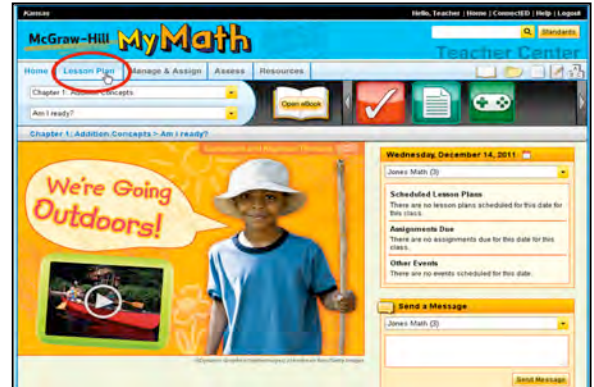 Kansas
Hello, Teacher | Home | ConnectED | Help | Logout
McGraw-Hill My Math
Standards
Teacher Center
Home
Lesson Plan
Manage & Assign
Assess
Resources
Chapter 1: Addition Concepts
Am I ready?
Open eBook
Chapter 1: Addition Concepts > Am I ready?
We're Going
Outdoors!
Wednesday, December 14, 2011
Jones Math (3)
Scheduled Lesson Plans
There are no lesson plans scheduled for this date for
this class.
Assignments Due
There are no assignments due for this date for this
class.
Other Events
There are no events scheduled for this date.
Send a Message
Jones Math (3)
Send Message